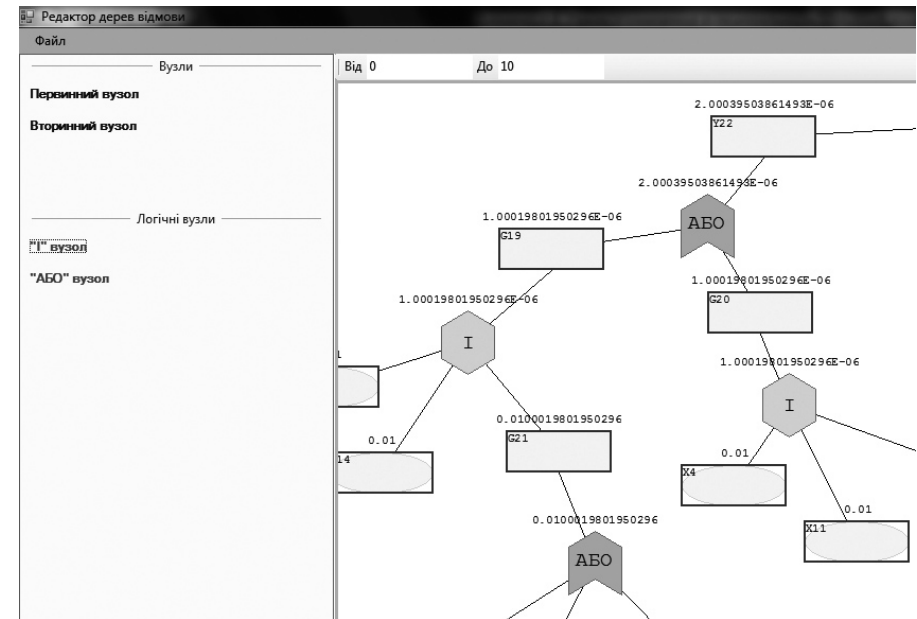 Редактор дерев відмови
Файл
Вузли
Первинний вузол
Вторинний вузол
Логічні вузли
"І" вузол
"АБО" вузол
Від 0 До 10
2.00039503861493E-06
Y22
2.00039503861493E-06
АБО
1.00019801950296E-06
G19
1.00019801950296E-06
G20
1.00019801950296E-06
І
1.00019801950296E-06
І
1
0.01
14
0.0100019801950296
G21
0.01
X4
0.01
X11
0.0100019801950296
АБО